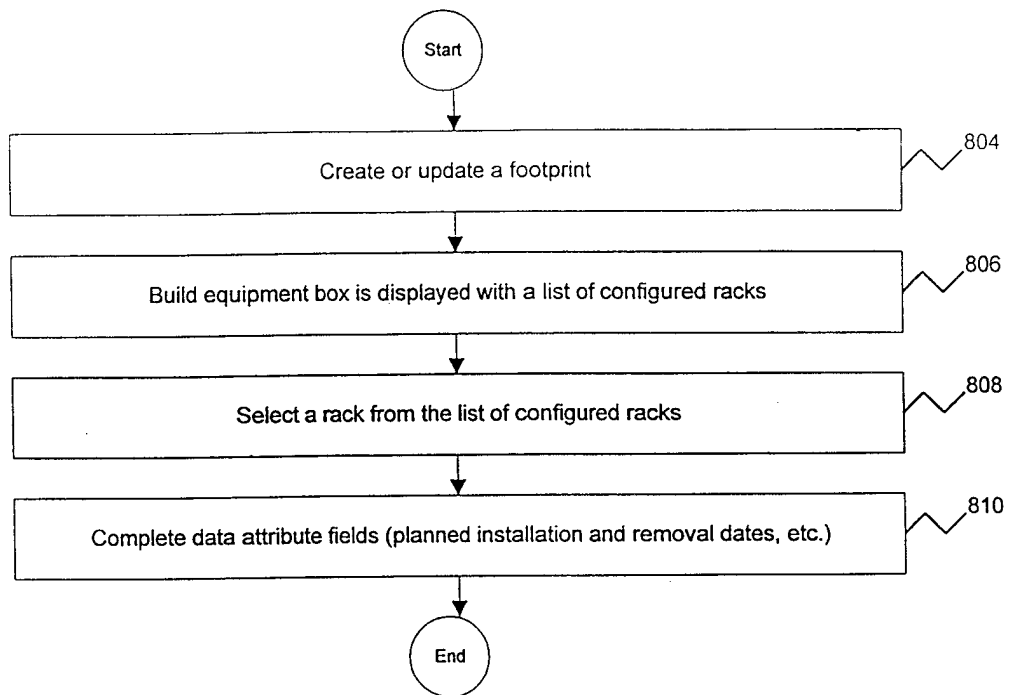 Start
Create or update a footprint
804
Build equipment box is displayed with a list of configured racks
806
Select a rack from the list of configured racks
808
Complete data attribute fields (planned installation and removal dates, etc.)
810
End